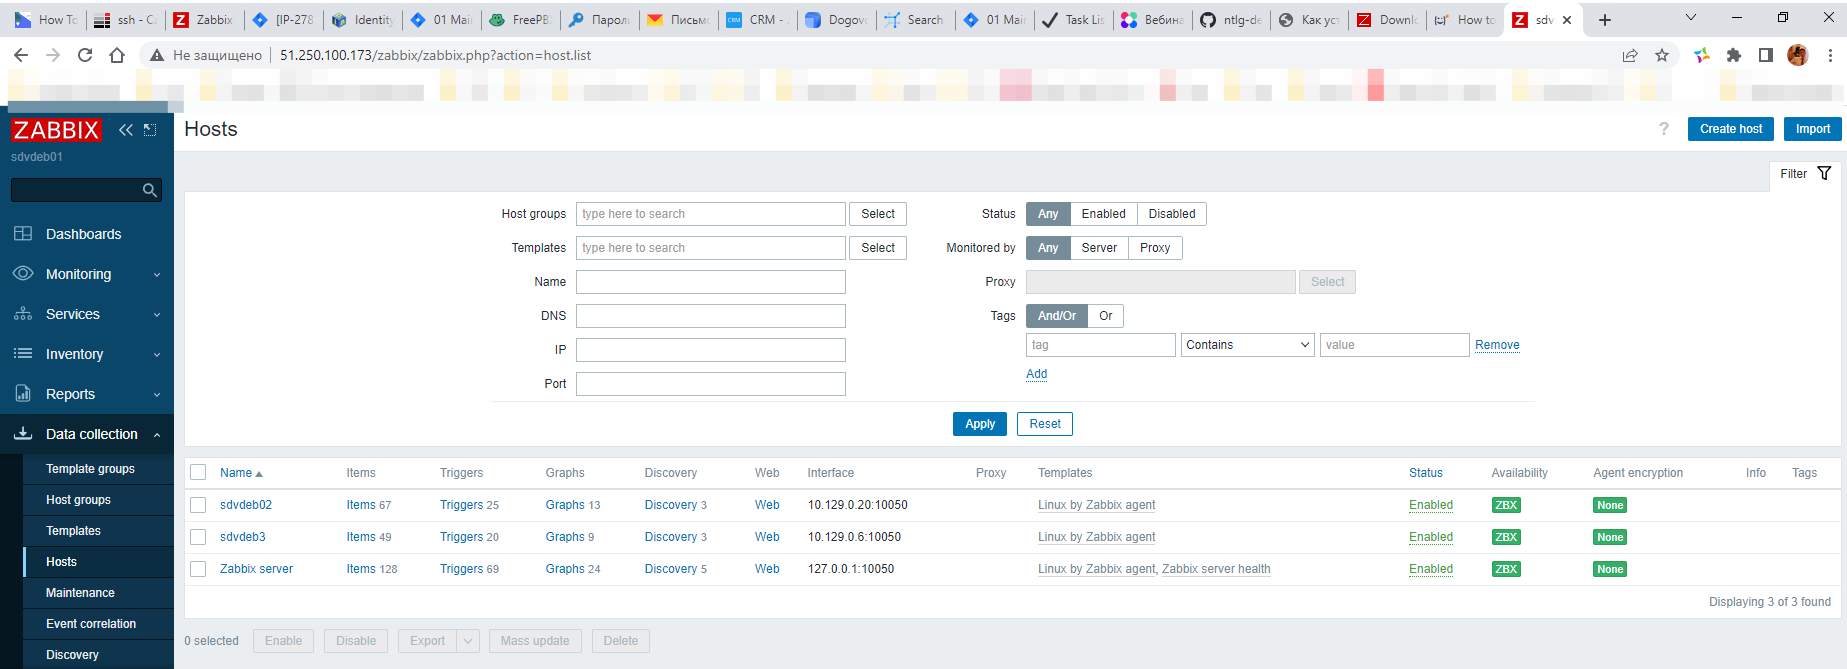 How To
ssh - Ca
Zabbix
[IP-278
Identity
01 Main
FreePB
Пароли
Письмо
CRM - 
Dogovo
Search
01 Main
Task Lis
Вебина
ntlg-de
Как ус
Downl
How to
sdv
Не защищено
51.250.100.173/zabbix/zabbix.php?action=host.list
ZABBIX
sdvdeb01
Dashboards
Monitoring
Services
Inventory
Reports
Data collection
Template groups
Host groups
Templates
Hosts
Maintenance
Event correlation
Discovery
Hosts
? Create host Import
Filter
Host groups type here to search Select
Templates type here to search Select
Name
DNS
IP
Port
Status Any Enabled Disabled
Monitored by Any Server Proxy
Proxy Select
Tags And/Or Or
tag Contains value Remove
Add
Apply Reset
Name Items Triggers Graphs Discovery Web Interface Proxy Templates Status Availability Agent encryption Info Tags
sdvdeb02 Items 67 Triggers 25 Graphs 13 Discovery 3 Web 10.129.0.20:10050 Linux by Zabbix agent Enabled ZBX None
sdvdeb3 Items 49 Triggers 20 Graphs 9 Discovery 3 Web 10.129.0.6:10050 Linux by Zabbix agent Enabled ZBX None
Zabbix server Items 128 Triggers 69 Graphs 24 Discovery 5 Web 127.0.0.1:10050 Linux by Zabbix agent, Zabbix server health Enabled ZBX None
Displaying 3 of 3 found
0 selected Enable Disable Export Mass update Delete